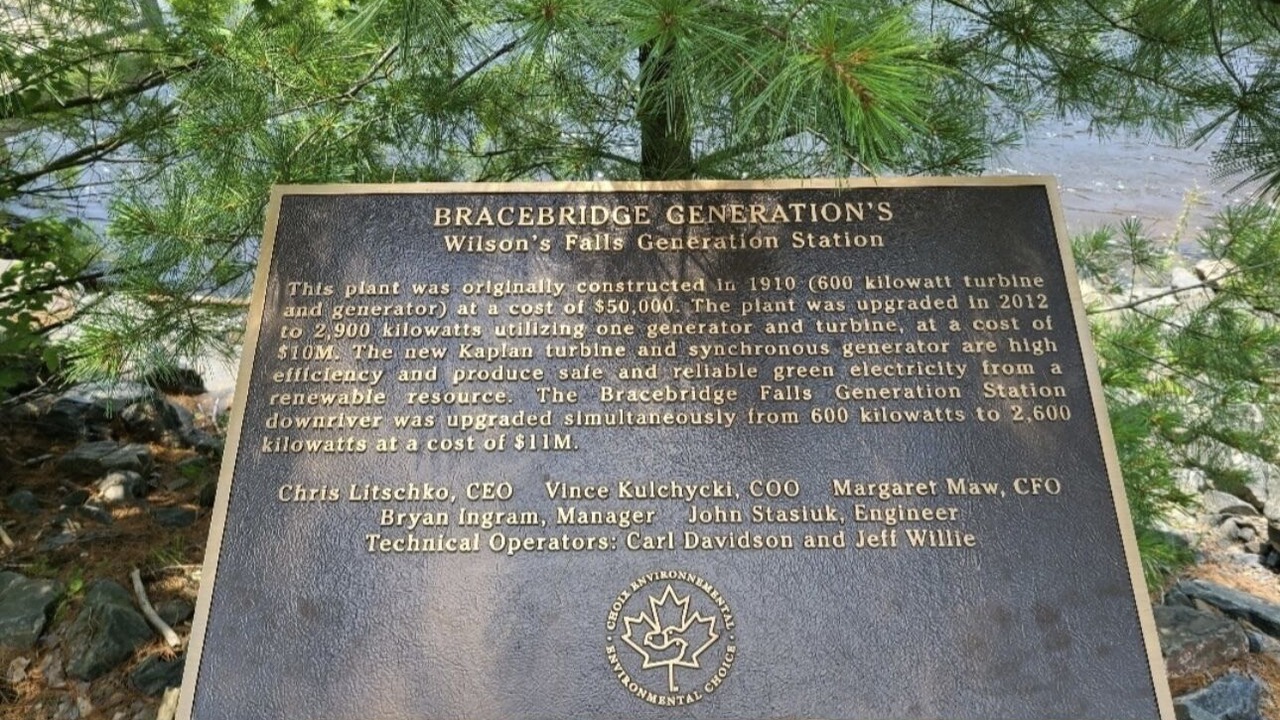 BRACEBRIDGE GENERATION'S
Wilson's Falls Generation Station
This plant was originally constructed in 1910 (600 kilowatt turbine
and generator) at a cost of $50,000. The plant was upgraded in 2012
to 2,900 kilowatts utilizing one generator and turbine, at a cost of
$10M. The new Kaplan turbine and synchronous generator are high
efficiency and produce safe and reliable green electricity from a
renewable resource. The Bracebridge Falls Generation Station
downriver was upgraded simultaneously from 600 kilowatts to 2,600
kilowatts at a cost of $11M.
Chris Litschko, CEO Vince Kulchycki, COO Margaret Maw, CFO
Bryan Ingram, Manager John Stasiuk, Engineer
Technical Operators: Carl Davidson and Jeff Willie
CHOIX ENVIRONNEMENTAL
ENVIRONMENTAL CHOICE